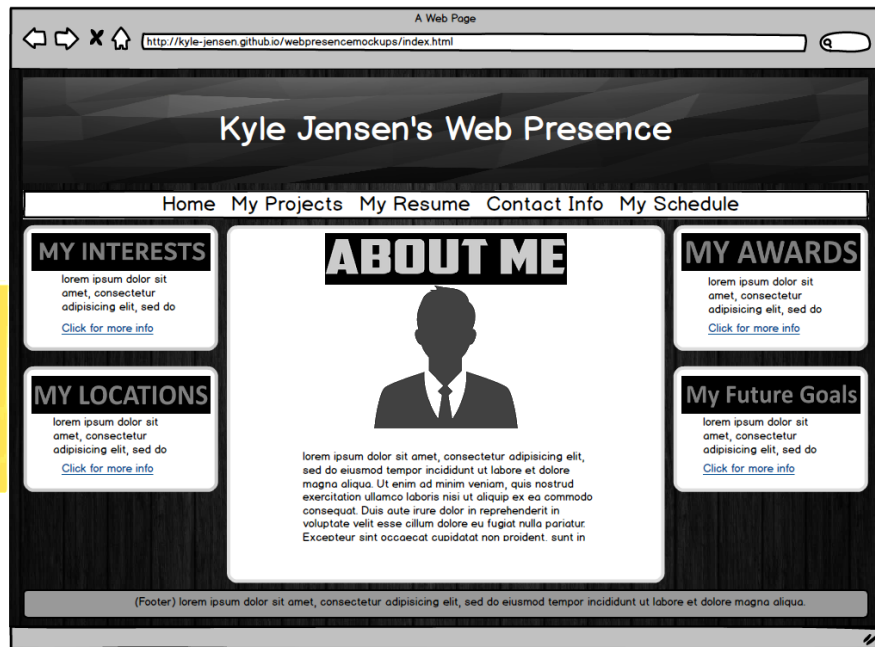 A Web Page
http://kyle-jensen.github.io/webpresencemockups/index.html
Kyle Jensen's Web Presence
Home My Projects My Resume Contact Info My Schedule
MY INTERESTS
lorem ipsum dolor sit
amet, consectetur
adipisicing elit, sed do
Click for more info
MY LOCATIONS
lorem ipsum dolor sit
amet, consectetur
adipisicing elit, sed do
Click for more info
ABOUT ME
lorem ipsum dolor sit amet, consectetur adipisicing elit,
sed do eiusmod tempor incididunt ut labore et dolore
magna aliqua. Ut enim ad minim veniam, quis nostrud
exercitation ullamco laboris nisi ut aliquip ex ea commodo
consequat. Duis aute irure dolor in reprehenderit in
voluptate velit esse cillum dolore eu fugiat nulla pariatur.
Excepteur sint occaecat cupidatat non proident, sunt in
MY AWARDS
lorem ipsum dolor sit
amet, consectetur
adipisicing elit, sed do
Click for more info
My Future Goals
lorem ipsum dolor sit
amet, consectetur
adipisicing elit, sed do
Click for more info
(Footer) lorem ipsum dolor sit amet, consectetur adipisicing elit, sed do eiusmod tempor incididunt ut labore et dolore magna aliqua.